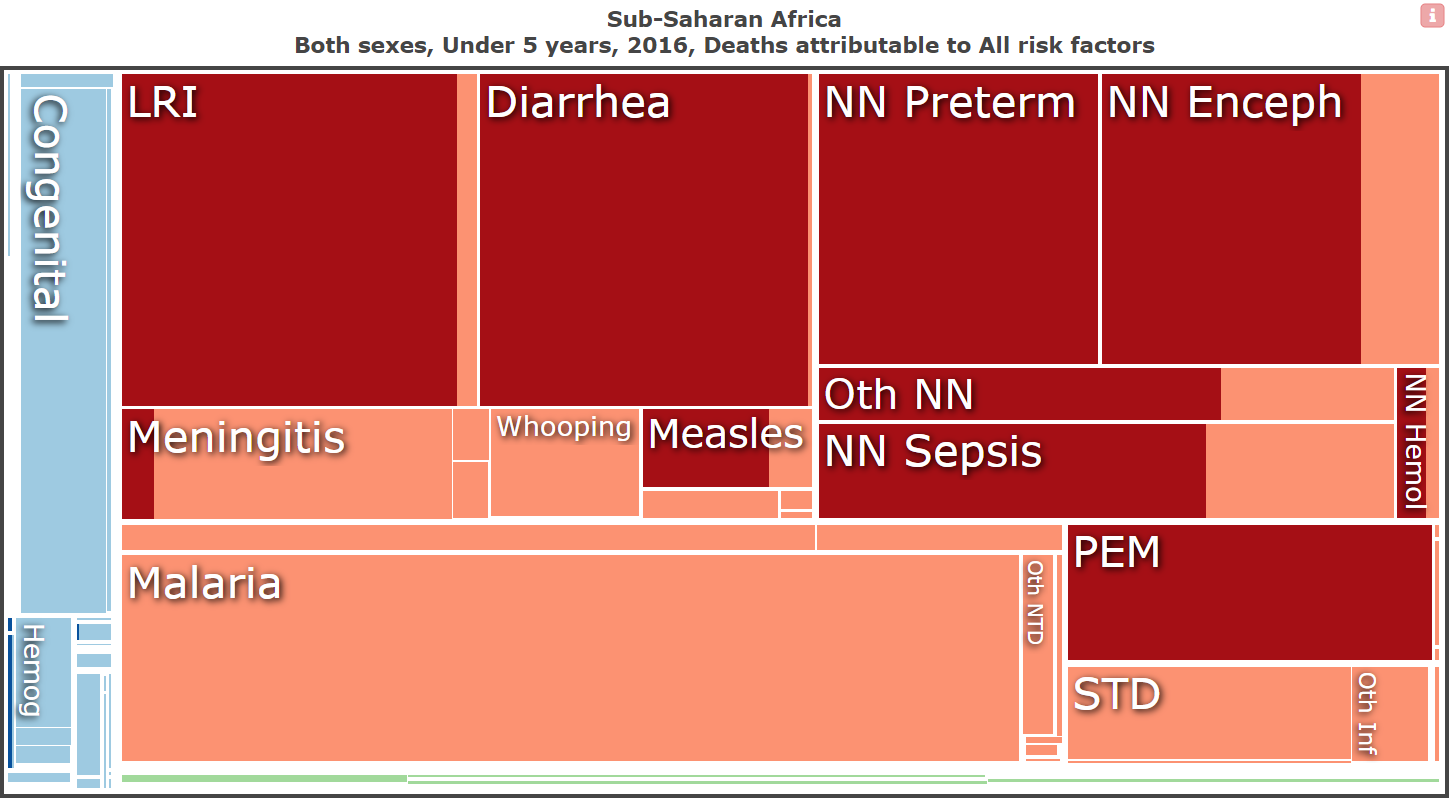 Sub-Saharan Africa
Both sexes, Under 5 years, 2016, Deaths attributable to All risk factors
i
Congenital
LRI
Diarrhea
NN Preterm
NN Enceph
Oth NN
NN Hemol
Meningitis
Whooping
Measles
NN Sepsis
PEM
Malaria
Oth NTD
Hemog
STD
Oth Inf